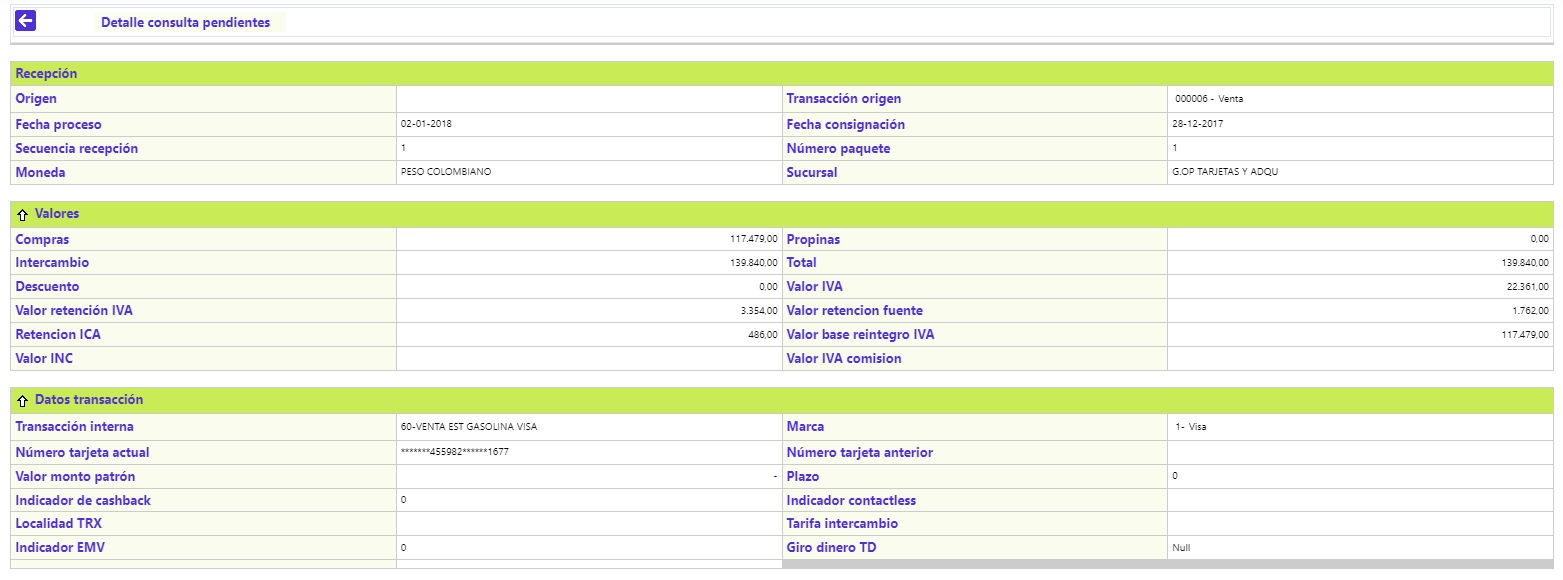 Detalle consulta pendientes
Recepción
Origen Transacción origen 000006 - Venta
Fecha proceso 02-01-2018 Fecha consignación 28-12-2017
Secuencia recepción 1 Número paquete 1
Moneda PESO COLOMBIANO Sucursal G.OP TARJETAS Y ADQU
Valores
Compras 117.479,00 Propinas 0,00
Intercambio 139.840,00 Total 139.840,00
Descuento 0,00 Valor IVA 22.361,00
Valor retención IVA 3.354,00 Valor retencion fuente 1.762,00
Retencion ICA 486,00 Valor base reintegro IVA 117.479,00
Valor INC Valor IVA comision
Datos transacción
Transacción interna 60-VENTA EST GASOLINA VISA Marca 1- Visa
Número tarjeta actual *******455982******1677 Número tarjeta anterior
Valor monto patrón - Plazo 0
Indicador de cashback 0 Indicador contactless
Localidad TRX Tarifa intercambio
Indicador EMV 0 Giro dinero TD Null